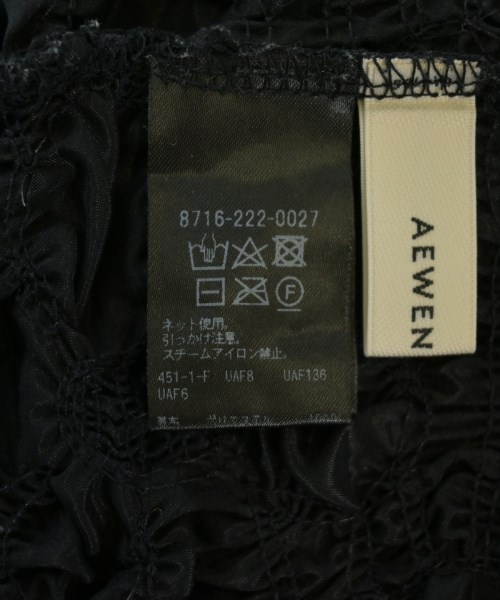 8716-222-0027
F
ネット使用。
引っかけ注意。
スチームアイロン禁止。
451-1-F UAF8 UAF136
UAF6
AEWEN